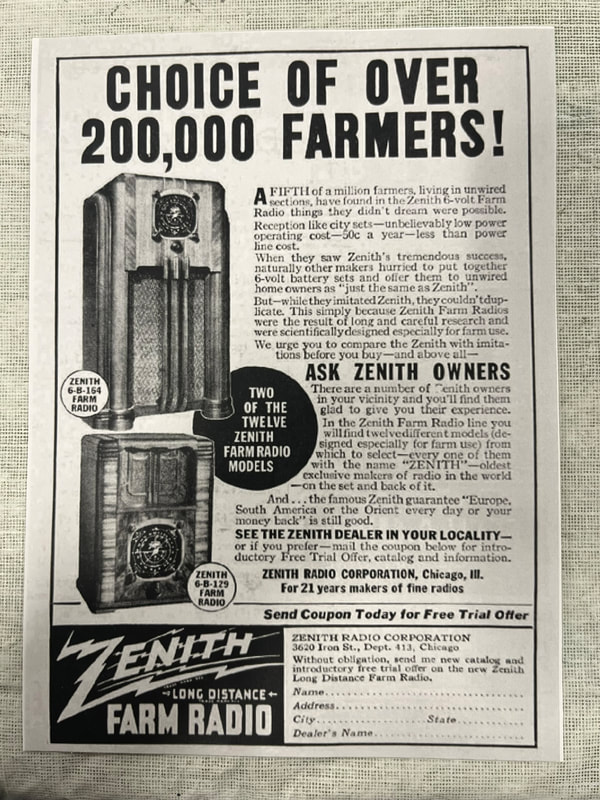 CHOICE OF OVER
200,000 FARMERS!
A FIFTH of a million farmers, living in unwired
sections, have found in the Zenith 6-volt Farm
Radio things they didn't dream were possible.
Reception like city sets—unbelievably low power
operating cost—50c a year—less than power
line cost.
When they saw Zenith's tremendous success,
naturally other makers hurried to put together
6-volt battery sets and offer them to unwired
home owners as "just the same as Zenith".
But—while they imitated Zenith, they couldn't dup-
licate. This simply because Zenith Farm Radios
were the result of long and careful research and
were scientifically designed especially for farm use.
We urge you to compare the Zenith with imita-
tions before you buy—and above all—
ASK ZENITH OWNERS
There are a number of Zenith owners
in your vicinity and you'll find them
glad to give you their experience.
In the Zenith Farm Radio line you
will find twelve different models (de-
signed especially for farm use) from
which to select—every one of them
with the name "ZENITH"—oldest
exclusive makers of radio in the world
—on the set and back of it.
And . . . the famous Zenith guarantee "Europe,
South America or the Orient every day or your
money back" is still good.
SEE THE ZENITH DEALER IN YOUR LOCALITY—
or if you prefer—mail the coupon below for intro-
ductory Free Trial Offer, catalog and information.
ZENITH RADIO CORPORATION, Chicago, Ill.
For 21 years makers of fine radios
ZENITH
6-B-164
FARM
RADIO
TWO
OF THE
TWELVE
ZENITH
FARM RADIO
MODELS
ZENITH
6-B-129
FARM
RADIO
Send Coupon Today for Free Trial Offer
ZENITH
LONG DISTANCE
FARM RADIO
ZENITH RADIO CORPORATION
3620 Iron St., Dept. 413, Chicago
Without obligation, send me new catalog and
introductory free trial offer on the new Zenith
Long Distance Farm Radio.
Name
Address
City State
Dealer's Name